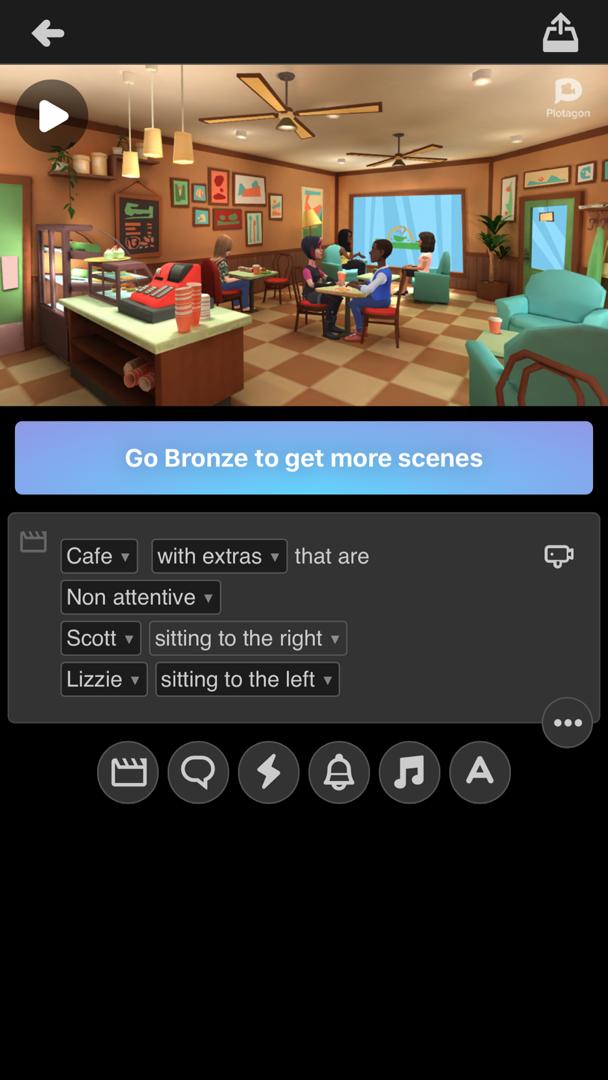 Plotagon
Go Bronze to get more scenes
Cafe with extras that are
Non attentive
Scott sitting to the right
Lizzie sitting to the left